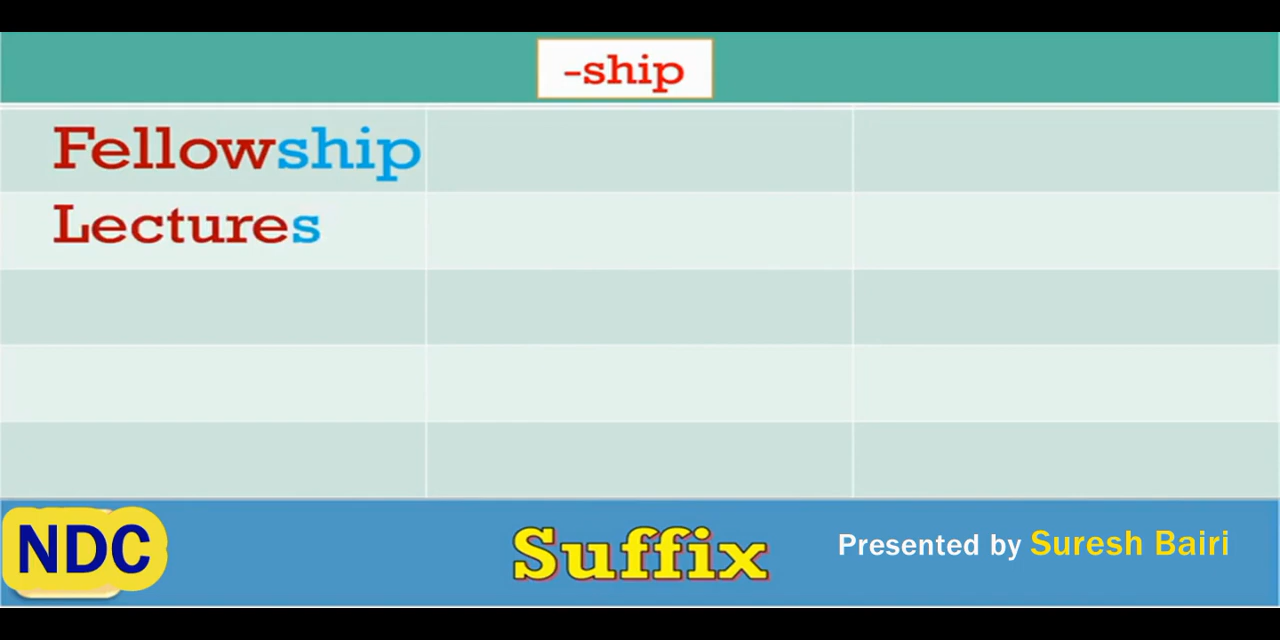 -ship
Fellowship
Lectures
NDC
Suffix
Presented by Suresh Bairi